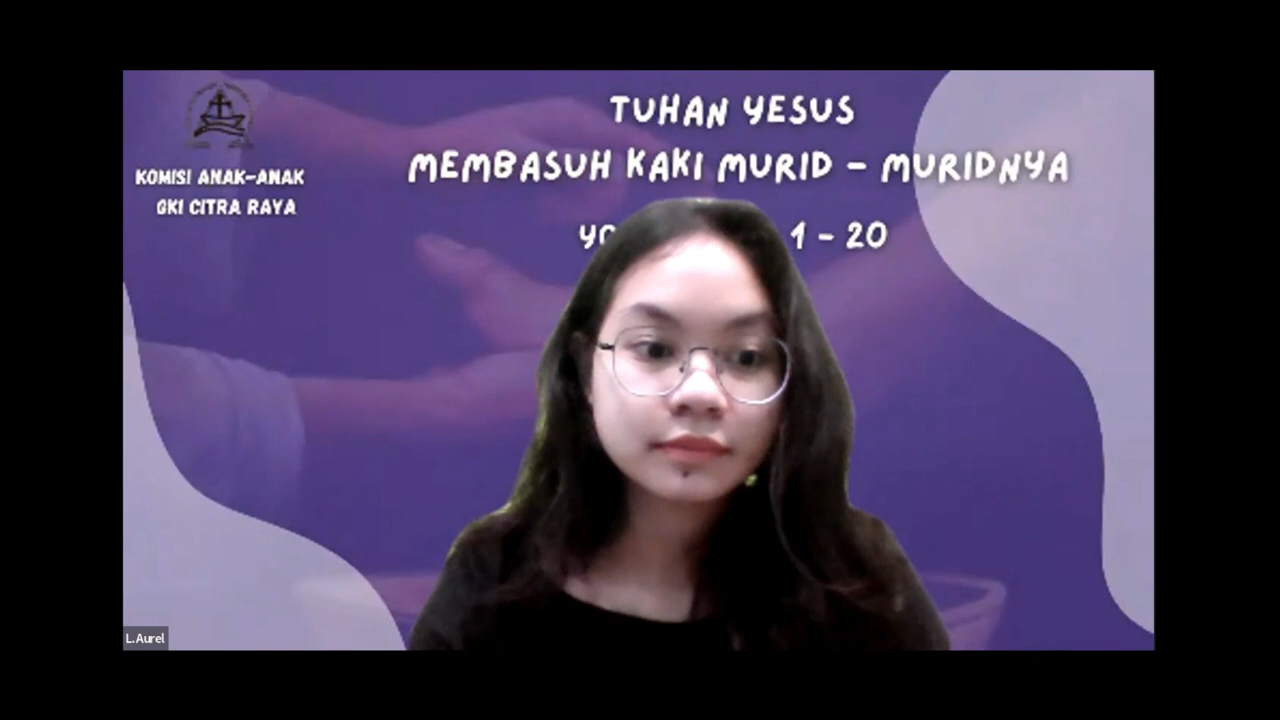 TUHAN YESUS
MEMBASUH KAKI MURID - MURIDNYA
1 - 20
KOMISI ANAK-ANAK
GKI CITRA RAYA
L.Aurel